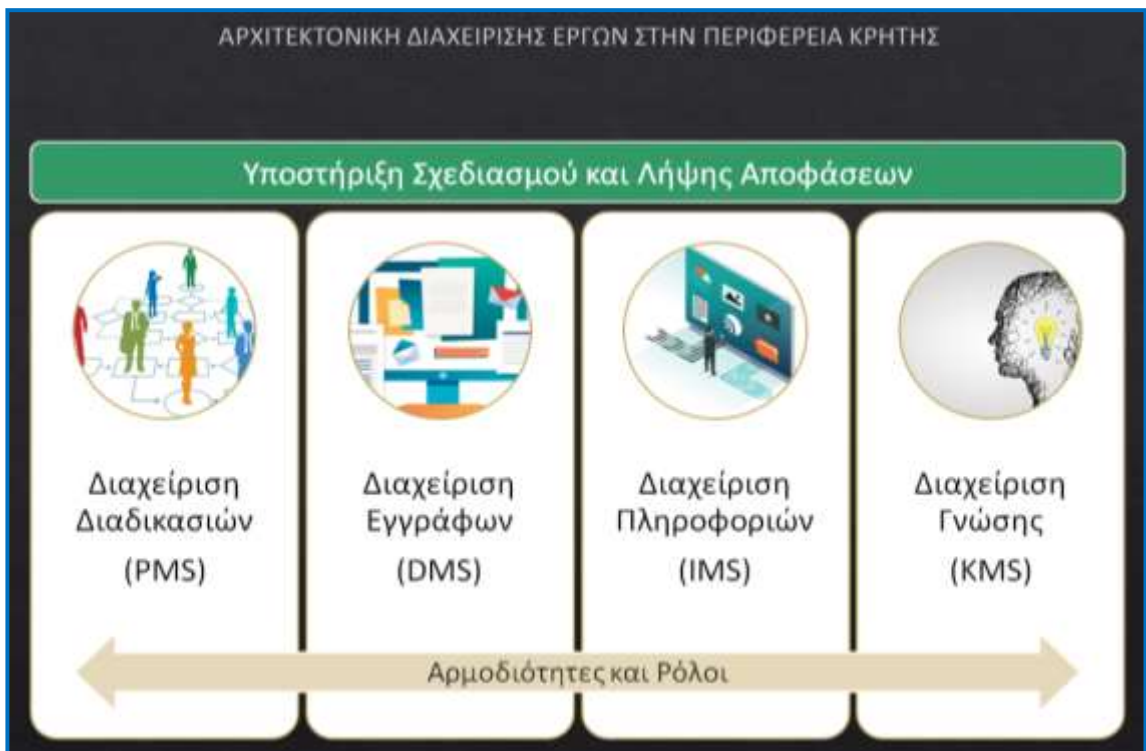 ΑΡΧΙΤΕΚΤΟΝΙΚΗ ΔΙΑΧΕΙΡΙΣΗΣ ΕΡΓΩΝ ΣΤΗΝ ΠΕΡΙΦΕΡΕΙΑ ΚΡΗΤΗΣ
Υποστήριξη Σχεδιασμού και Λήψης Αποφάσεων
Διαχείριση
Διαδικασιών
(PMS)
Διαχείριση
Εγγράφων
(DMS)
Διαχείριση
Πληροφοριών
(IMS)
Διαχείριση
Γνώσης
(KMS)
Αρμοδιότητες και Ρόλοι